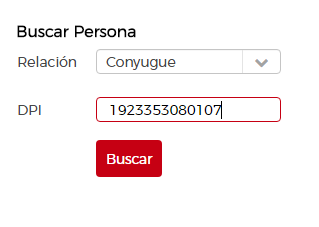 Buscar Persona
Relación Conyugue
DPI 1923353080107
Buscar